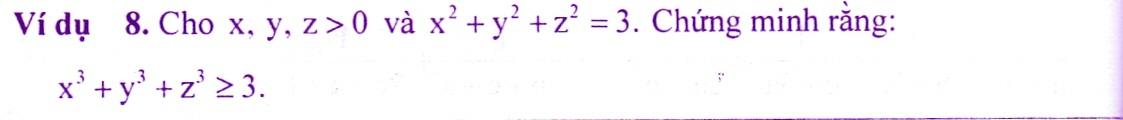 Ví dụ 8. Cho x, y, z > 0 và x² + y² + z² = 3. Chứng minh rằng:
x³ + y³ + z³ ≥ 3.